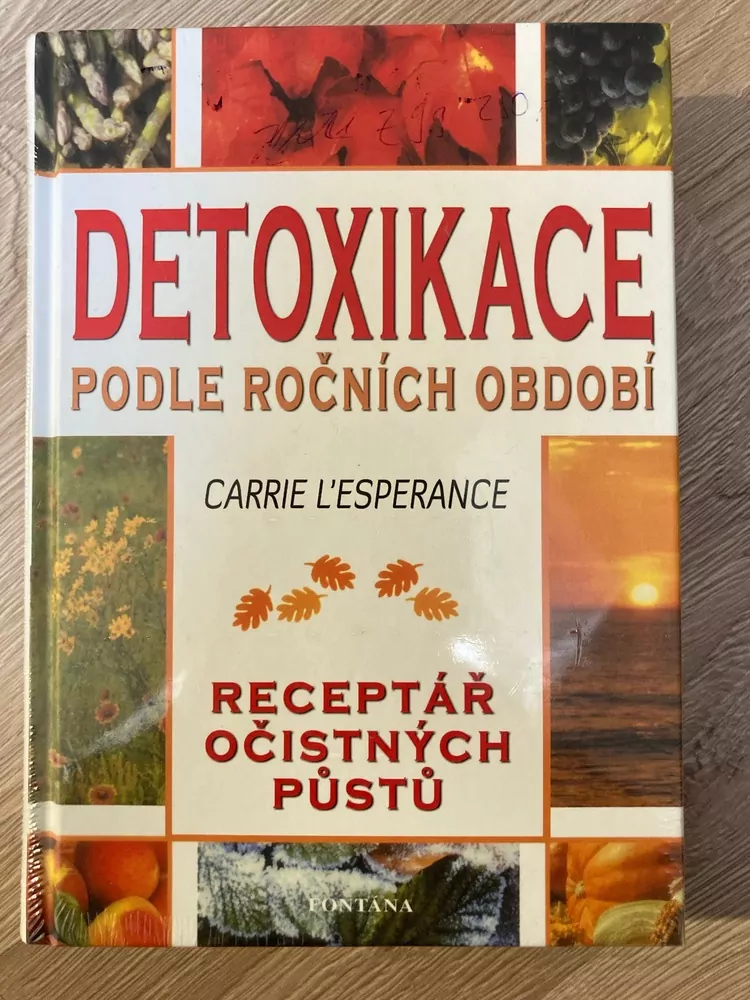 DETOXIKACE
PODLE ROČNÍCH OBDOBÍ
CARRIE L'ESPERANCE
RECEPTÁŘ
OČISTNÝCH
PŮSTŮ
FONTÁNA